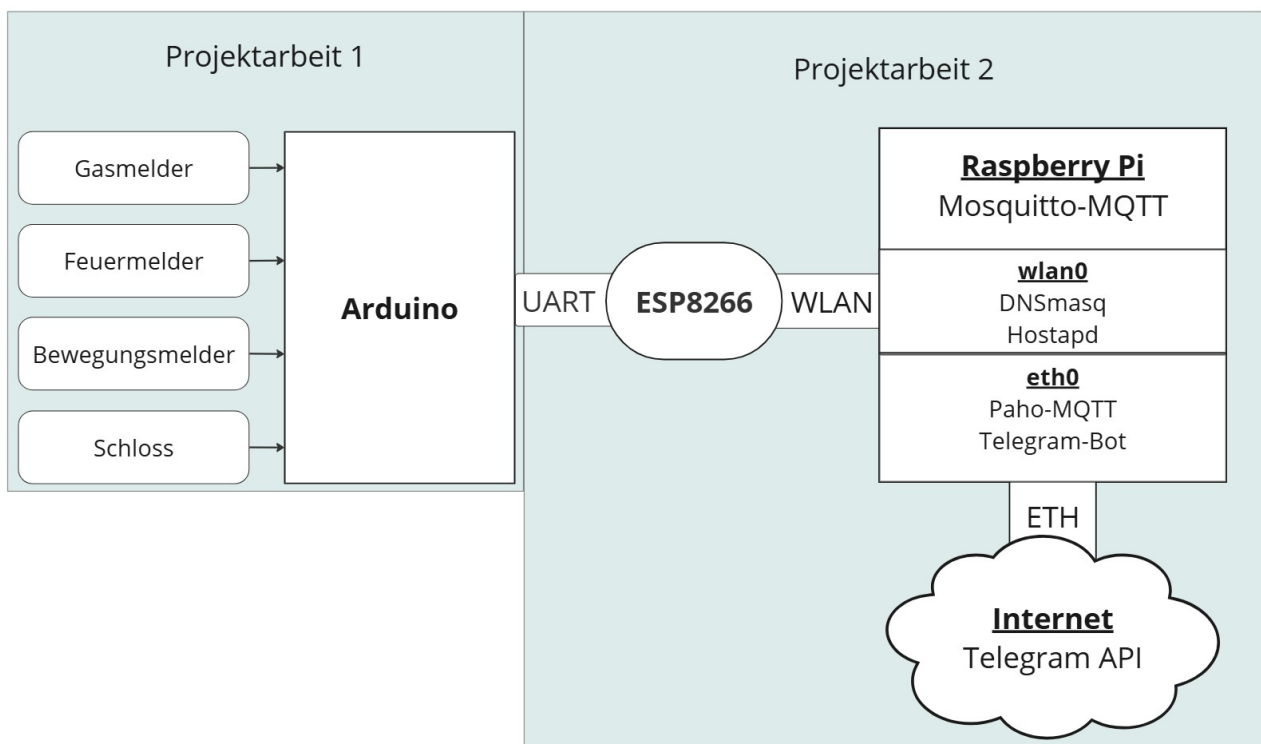 Projektarbeit 1
Gasmelder
Feuermelder
Bewegungsmelder
Schloss
Arduino
Projektarbeit 2
UART
ESP8266
WLAN
Raspberry Pi
Mosquitto-MQTT
wlan0
DNSmasq
Hostapd
eth0
Paho-MQTT
Telegram-Bot
ETH
Internet
Telegram API